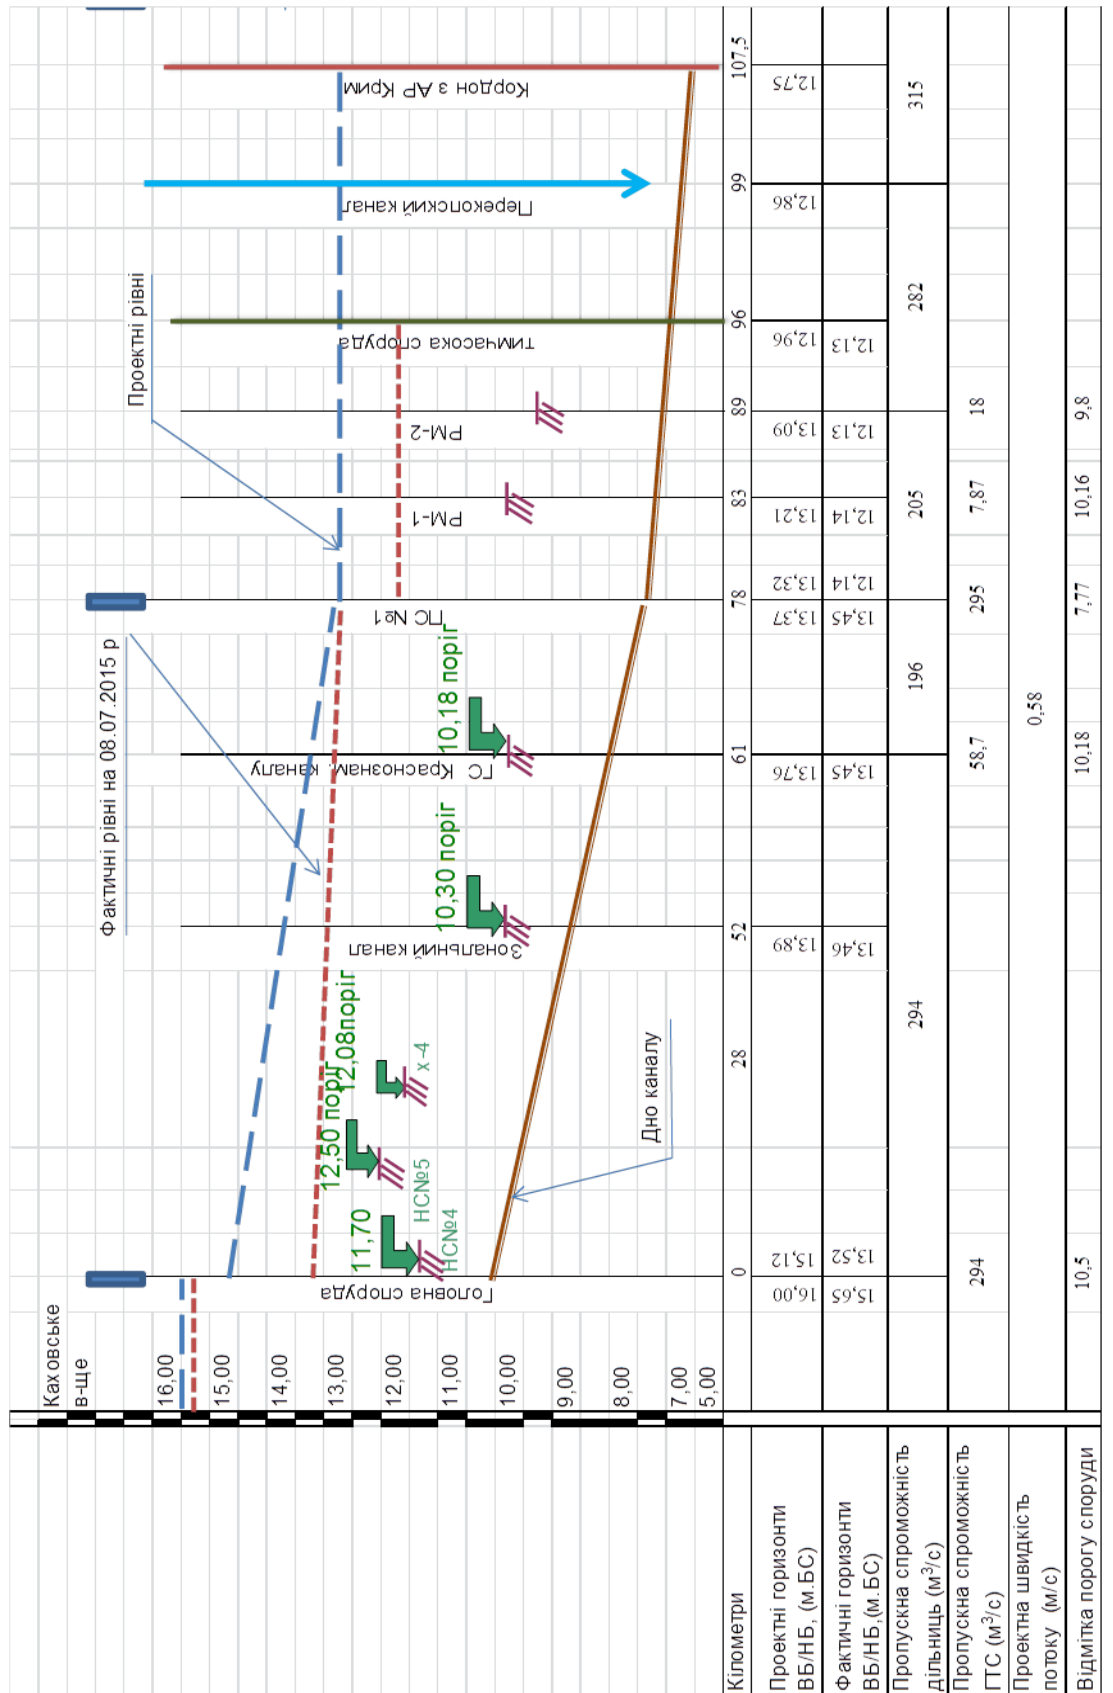 Каховське
в-ще
16,00
15,00
14,00
13,00
12,00
11,00
10,00
9,00
8,00
7,00
5,00
Фактичні рівні на 08.07.2015 р
Проектні рівні
Дно каналу
Головна споруда
11,70
НС№4
12,50 поріг
НС№5
12,08поріг
х-4
Зональний канал
10,30 поріг
ГС Краснознам. каналу
10,18 поріг
ПС №1
РМ-1
РМ-2
тимчасока споруда
Перекопский канал
Кордон з АР Крим
Кілометри
0 28 52 61 78 83 89 96 99 107,5
Проектні горизонти
ВБ/НБ, (м.БС)
16,00 15,12 13,89 13,76 13,37 13,32 13,21 13,09 12,96 12,86 12,75
Фактичні горизонти
ВБ/НБ,(м.БС)
15,65 13,52 13,46 13,45 13,45 12,14 12,14 12,13 12,13
Пропускна спроможність
дільниць (м³/с)
294 196 205 282 315
Пропускна спроможність
ГТС (м³/с)
294 58,7 295 7,87 18
Проектна швидкість
потоку (м/с)
0,58
Відмітка порогу споруди
10,5 10,18 7,77 10,16 9,8